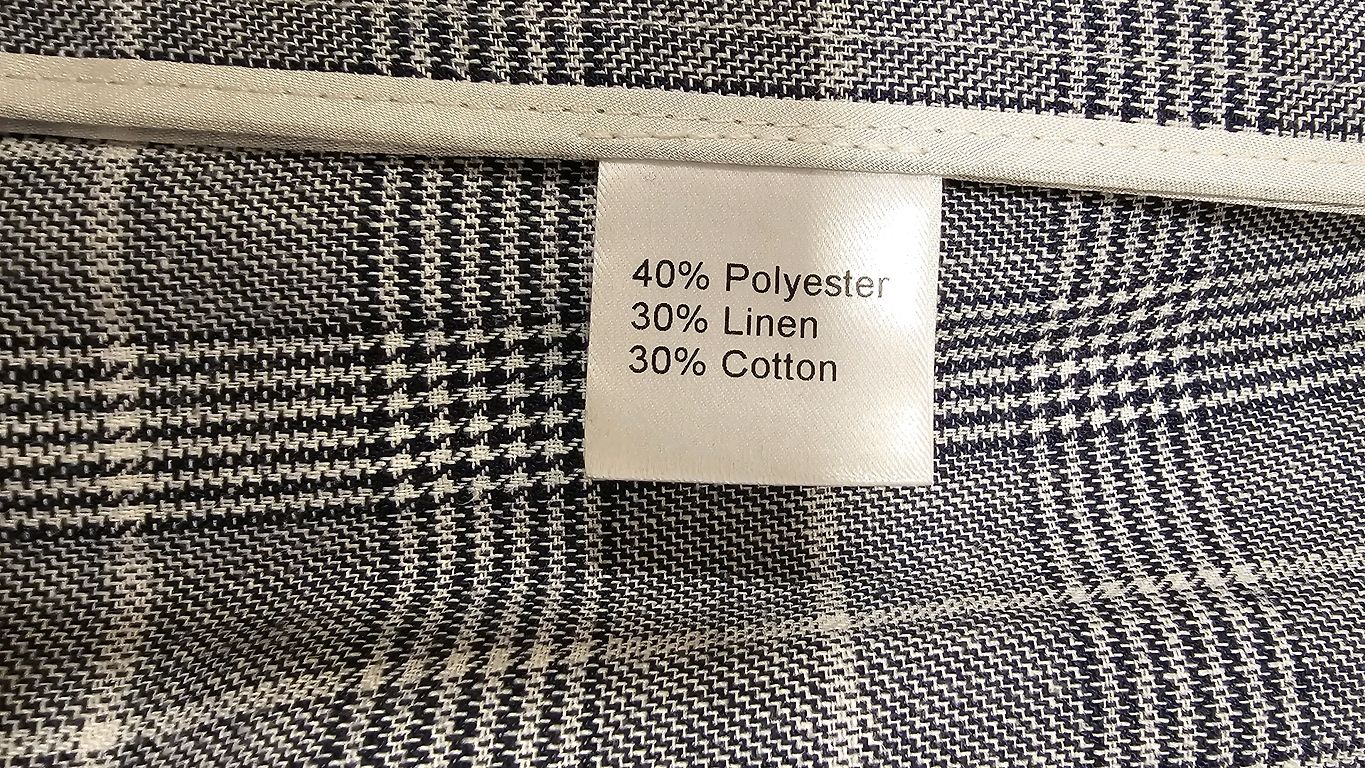 40% Polyester
30% Linen
30% Cotton